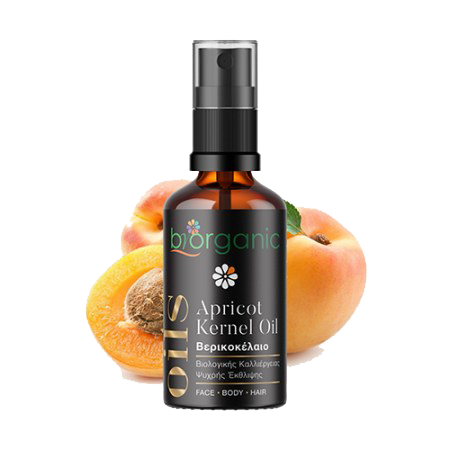 biorganic
oils
Apricot
Kernel Oil
Βερικοκέλαιο
Βιολογικής Καλλιέργειας
Ψυχρής Έκθλιψης
FACE • BODY • HAIR